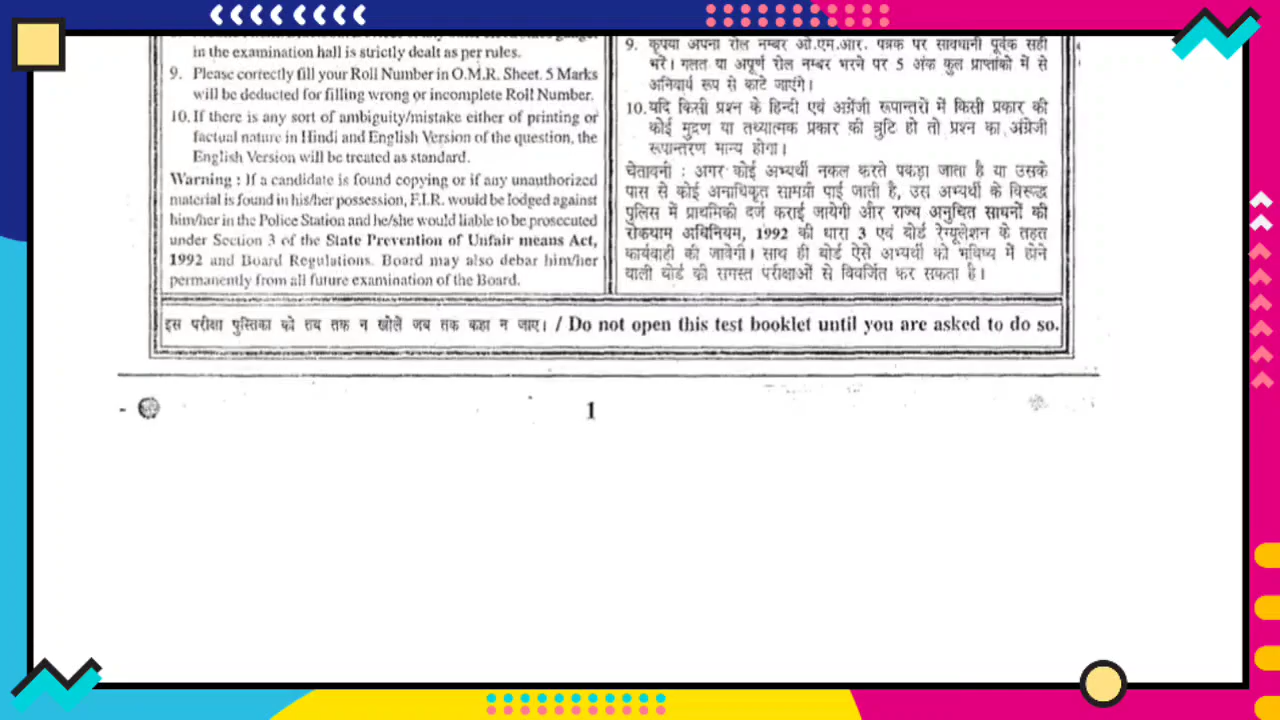 in the examination hall is strictly dealt as per rules.
9. Please correctly fill your Roll Number in O.M.R. Sheet. 5 Marks
will be deducted for filling wrong or incomplete Roll Number.
10. If there is any sort of ambiguity/mistake either of printing or
factual nature in Hindi and English Version of the question, the
English Version will be treated as standard.
Warning : If a candidate is found copying or if any unauthorized
material is found in his/her possession, F.I.R. would be lodged against
him/her in the Police Station and he/she would liable to be prosecuted
under Section 3 of the State Prevention of Unfair means Act,
1992 and Board Regulations. Board may also debar him/her
permanently from all future examination of the Board.
9. कृपया अपना रोल नम्बर ओ.एम.आर. पत्रक पर सावधानी पूर्वक सही
भरें। गलत या अपूर्ण रोल नम्बर भरने पर 5 अंक कुल प्राप्तांकों में से
अनिवार्य रूप से काटे जाएंगे।
10. यदि किसी प्रश्न के हिन्दी एवं अंग्रेजी रूपान्तरों में किसी प्रकार की
कोई मुद्रण या तथ्यात्मक प्रकार की त्रुटि हो तो प्रश्न का अंग्रेजी
रूपान्तरण मान्य होगा।
चेतावनी : अगर कोई अभ्यर्थी नकल करते पकड़ा जाता है या उसके
पास से कोई अनाधिकृत सामग्री पाई जाती है, उस अभ्यर्थी के विरूद्ध
पुलिस में प्राथमिकी दर्ज कराई जायेगी और राज्य अनुचित साधनों की
रोकथाम अधिनियम, 1992 की धारा 3 एवं बोर्ड रेग्यूलेशन के तहत
कार्यवाही की जावेगी। साथ ही बोर्ड ऐसे अभ्यर्थी को भविष्य में होने
वाली बोर्ड की समस्त परीक्षाओं से विवर्जित कर सकता है।
इस परीक्षा पुस्तिका को तब तक न खोलें जब तक कहा न जाए। / Do not open this test booklet until you are asked to do so.
1